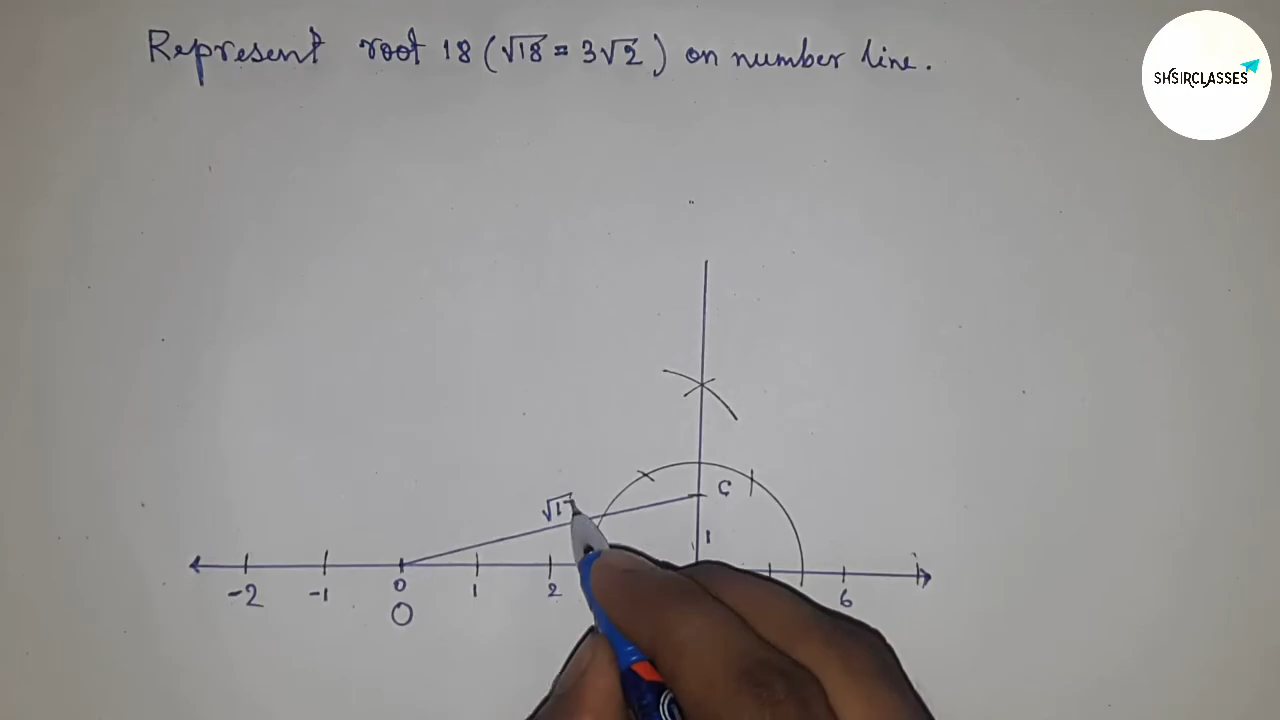 Represent root 18 (√18 = 3√2) on number line.
SHSIRCLASSES
C
√17
1
-2 -1 0 1 2 6
O